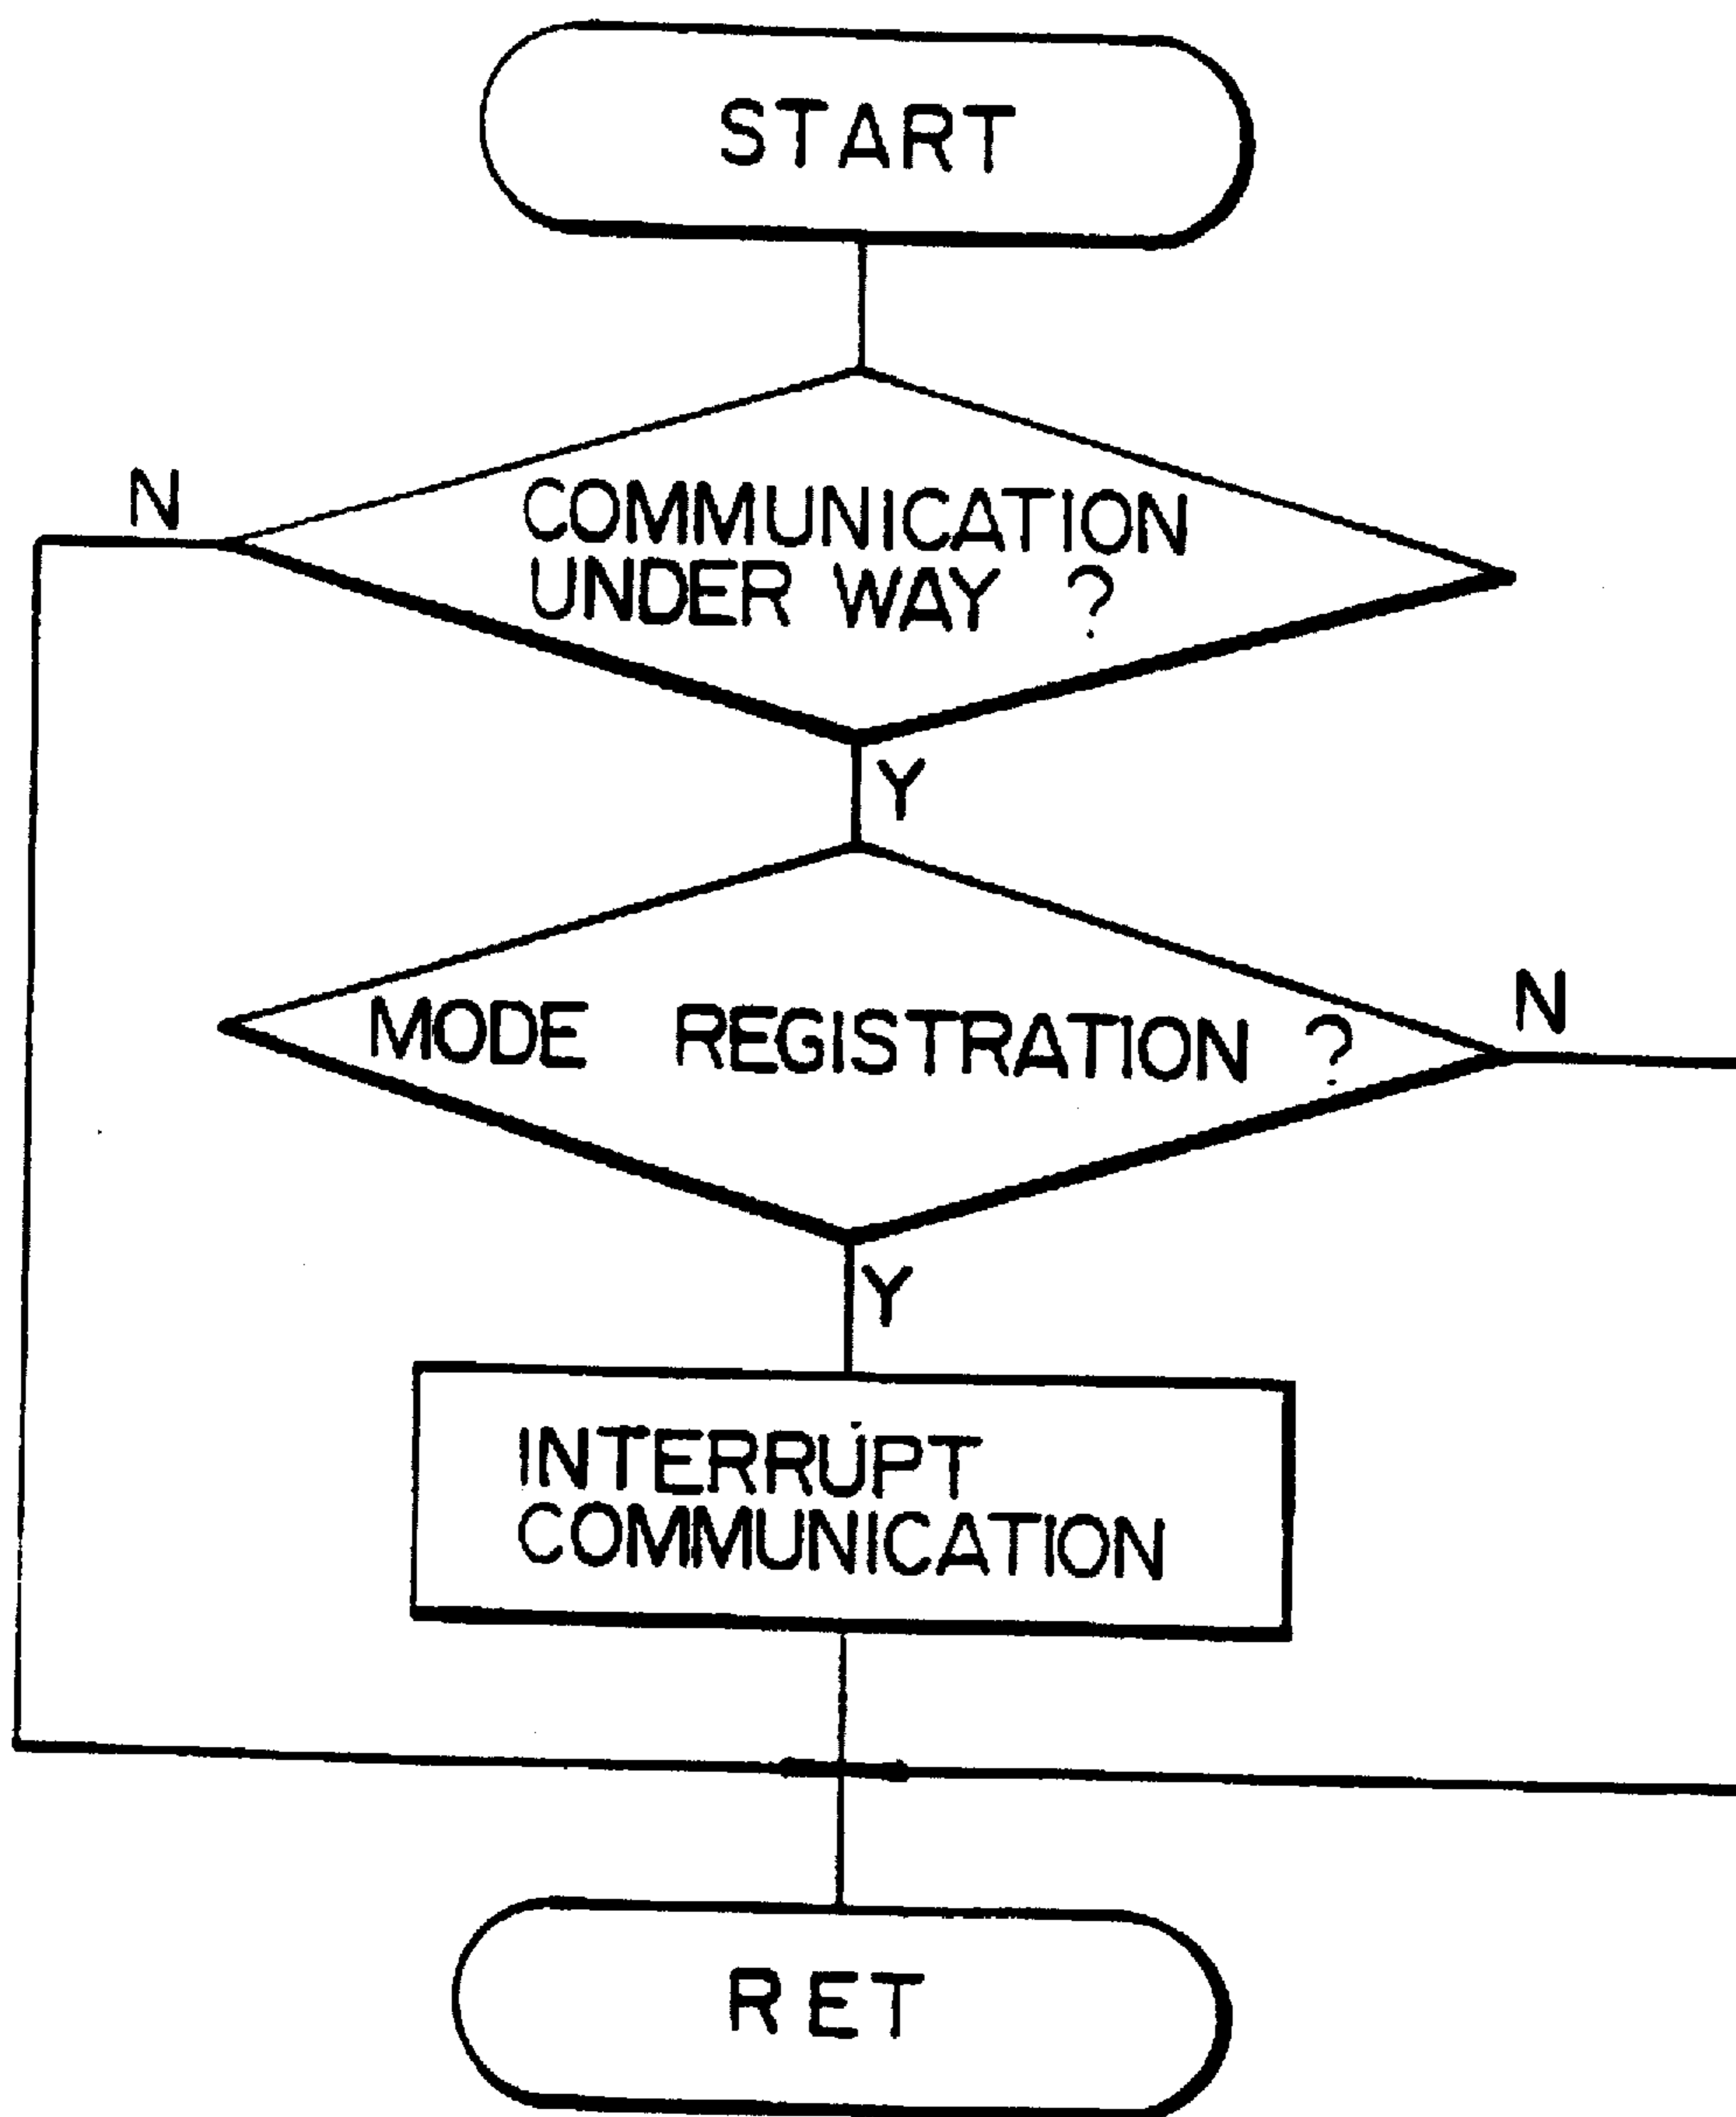 START
N
COMMUNICATION
UNDER WAY ?
Y
MODE REGISTRATION ?
N
Y
INTERRUPT
COMMUNICATION
RET